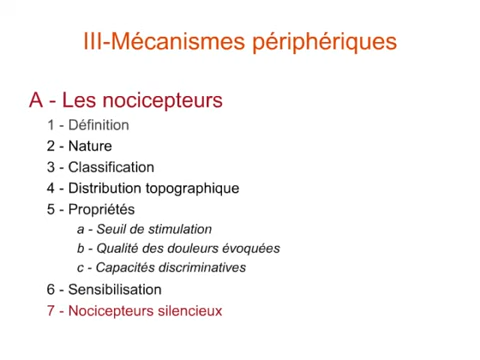 III-Mécanismes périphériques
A - Les nocicepteurs
1 - Définition
2 - Nature
3 - Classification
4 - Distribution topographique
5 - Propriétés
a - Seuil de stimulation
b - Qualité des douleurs évoquées
c - Capacités discriminatives
6 - Sensibilisation
7 - Nocicepteurs silencieux